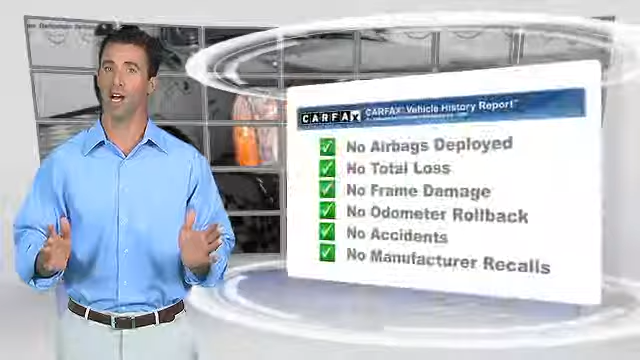 CARFAX
CARFAX Vehicle History Report™
No Airbags Deployed
No Total Loss
No Frame Damage
No Odometer Rollback
No Accidents
No Manufacturer Recalls